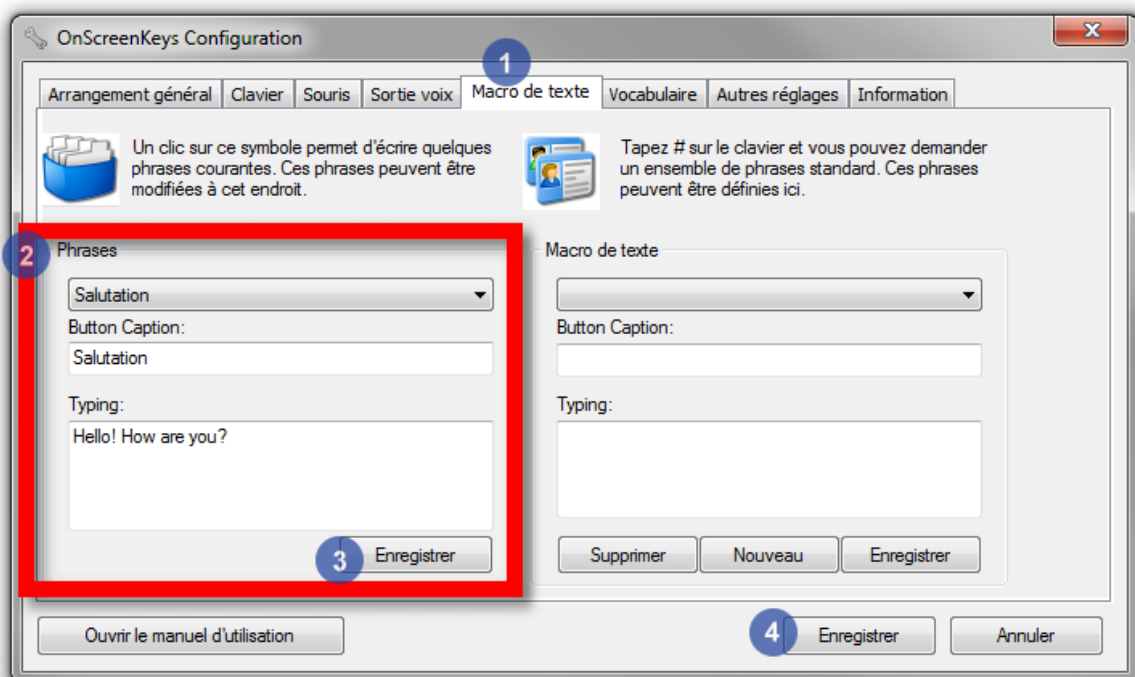 OnScreenKeys Configuration
1
Arrangement général
Clavier
Souris
Sortie voix
Macro de texte
Vocabulaire
Autres réglages
Information
Un clic sur ce symbole permet d'écrire quelques
phrases courantes. Ces phrases peuvent être
modifiées à cet endroit.
Tapez # sur le clavier et vous pouvez demander
un ensemble de phrases standard. Ces phrases
peuvent être définies ici.
2
Phrases
Salutation
Button Caption:
Salutation
Typing:
Hello! How are you?
3
Enregistrer
Macro de texte
Button Caption:
Typing:
Supprimer
Nouveau
Enregistrer
Ouvrir le manuel d'utilisation
4
Enregistrer
Annuler